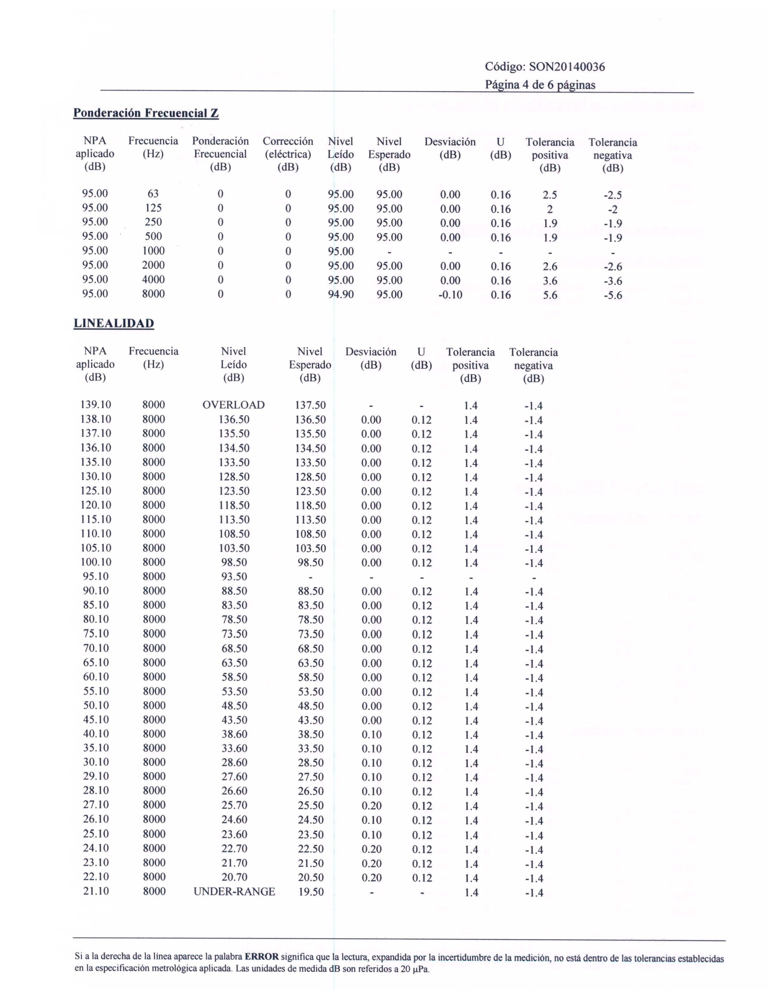 Código: SON20140036
Página 4 de 6 páginas
Ponderación Frecuencial Z
NPA Frecuencia Ponderación Corrección Nivel Nivel Desviación U Tolerancia Tolerancia
aplicado (Hz) Frecuencial (eléctrica) Leído Esperado (dB) (dB) positiva negativa
(dB) (dB) (dB) (dB) (dB) (dB) (dB)
95.00 63 0 0 95.00 95.00 0.00 0.16 2.5 -2.5
95.00 125 0 0 95.00 95.00 0.00 0.16 2 -2
95.00 250 0 0 95.00 95.00 0.00 0.16 1.9 -1.9
95.00 500 0 0 95.00 95.00 0.00 0.16 1.9 -1.9
95.00 1000 0 0 95.00 - - - - -
95.00 2000 0 0 95.00 95.00 0.00 0.16 2.6 -2.6
95.00 4000 0 0 95.00 95.00 0.00 0.16 3.6 -3.6
95.00 8000 0 0 94.90 95.00 -0.10 0.16 5.6 -5.6
LINEALIDAD
NPA Frecuencia Nivel Nivel Desviación U Tolerancia Tolerancia
aplicado (Hz) Leído Esperado (dB) (dB) positiva negativa
(dB) (dB) (dB) (dB) (dB)
139.10 8000 OVERLOAD 137.50 - - 1.4 -1.4
138.10 8000 136.50 136.50 0.00 0.12 1.4 -1.4
137.10 8000 135.50 135.50 0.00 0.12 1.4 -1.4
136.10 8000 134.50 134.50 0.00 0.12 1.4 -1.4
135.10 8000 133.50 133.50 0.00 0.12 1.4 -1.4
130.10 8000 128.50 128.50 0.00 0.12 1.4 -1.4
125.10 8000 123.50 123.50 0.00 0.12 1.4 -1.4
120.10 8000 118.50 118.50 0.00 0.12 1.4 -1.4
115.10 8000 113.50 113.50 0.00 0.12 1.4 -1.4
110.10 8000 108.50 108.50 0.00 0.12 1.4 -1.4
105.10 8000 103.50 103.50 0.00 0.12 1.4 -1.4
100.10 8000 98.50 98.50 0.00 0.12 1.4 -1.4
95.10 8000 93.50 - - - - -
90.10 8000 88.50 88.50 0.00 0.12 1.4 -1.4
85.10 8000 83.50 83.50 0.00 0.12 1.4 -1.4
80.10 8000 78.50 78.50 0.00 0.12 1.4 -1.4
75.10 8000 73.50 73.50 0.00 0.12 1.4 -1.4
70.10 8000 68.50 68.50 0.00 0.12 1.4 -1.4
65.10 8000 63.50 63.50 0.00 0.12 1.4 -1.4
60.10 8000 58.50 58.50 0.00 0.12 1.4 -1.4
55.10 8000 53.50 53.50 0.00 0.12 1.4 -1.4
50.10 8000 48.50 48.50 0.00 0.12 1.4 -1.4
45.10 8000 43.50 43.50 0.00 0.12 1.4 -1.4
40.10 8000 38.60 38.50 0.10 0.12 1.4 -1.4
35.10 8000 33.60 33.50 0.10 0.12 1.4 -1.4
30.10 8000 28.60 28.50 0.10 0.12 1.4 -1.4
29.10 8000 27.60 27.50 0.10 0.12 1.4 -1.4
28.10 8000 26.60 26.50 0.10 0.12 1.4 -1.4
27.10 8000 25.70 25.50 0.20 0.12 1.4 -1.4
26.10 8000 24.60 24.50 0.10 0.12 1.4 -1.4
25.10 8000 23.60 23.50 0.10 0.12 1.4 -1.4
24.10 8000 22.70 22.50 0.20 0.12 1.4 -1.4
23.10 8000 21.70 21.50 0.20 0.12 1.4 -1.4
22.10 8000 20.70 20.50 0.20 0.12 1.4 -1.4
21.10 8000 UNDER-RANGE 19.50 - - 1.4 -1.4
Si a la derecha de la línea aparece la palabra ERROR significa que la lectura, expandida por la incertidumbre de la medición, no está dentro de las tolerancias establecidas
en la especificación metrológica aplicada. Las unidades de medida dB son referidos a 20 µPa.